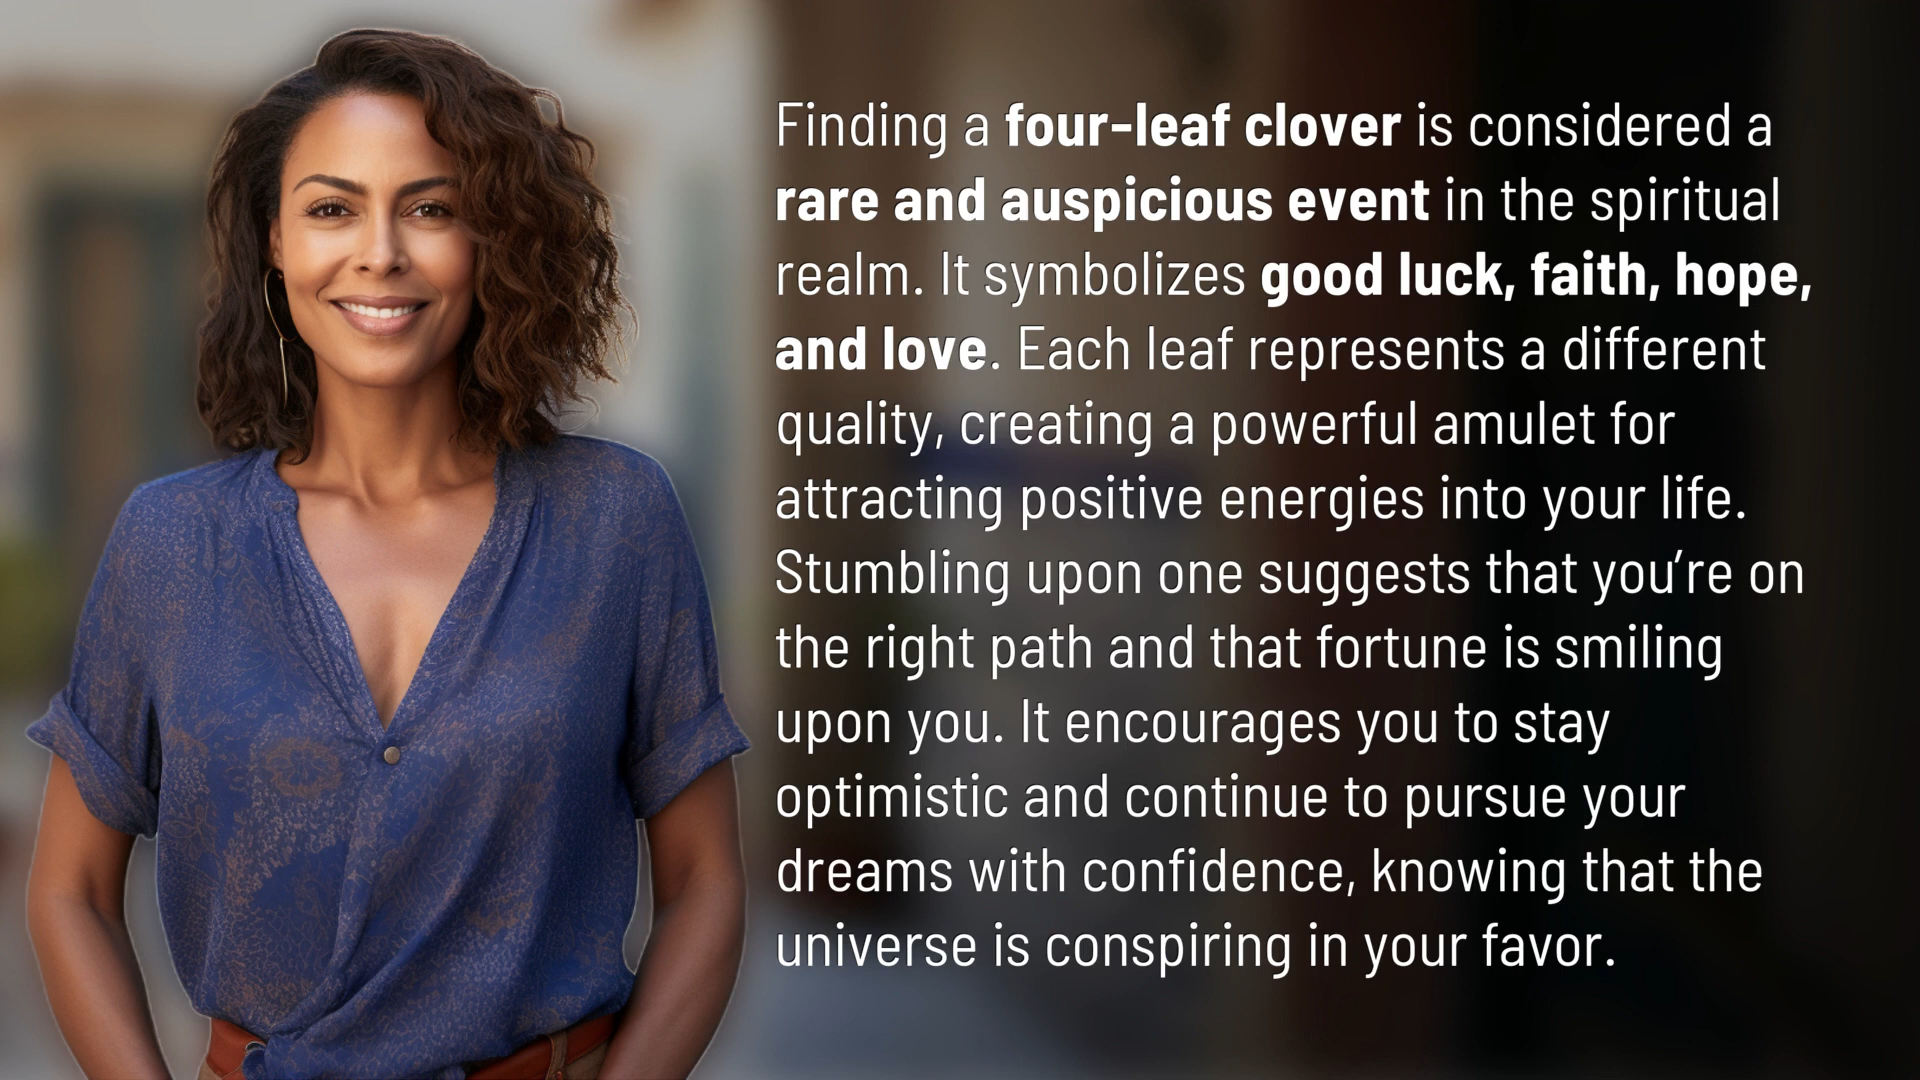 Finding a four-leaf clover is considered a
rare and auspicious event in the spiritual
realm. It symbolizes good luck, faith, hope,
and love. Each leaf represents a different
quality, creating a powerful amulet for
attracting positive energies into your life.
Stumbling upon one suggests that you’re on
the right path and that fortune is smiling
upon you. It encourages you to stay
optimistic and continue to pursue your
dreams with confidence, knowing that the
universe is conspiring in your favor.